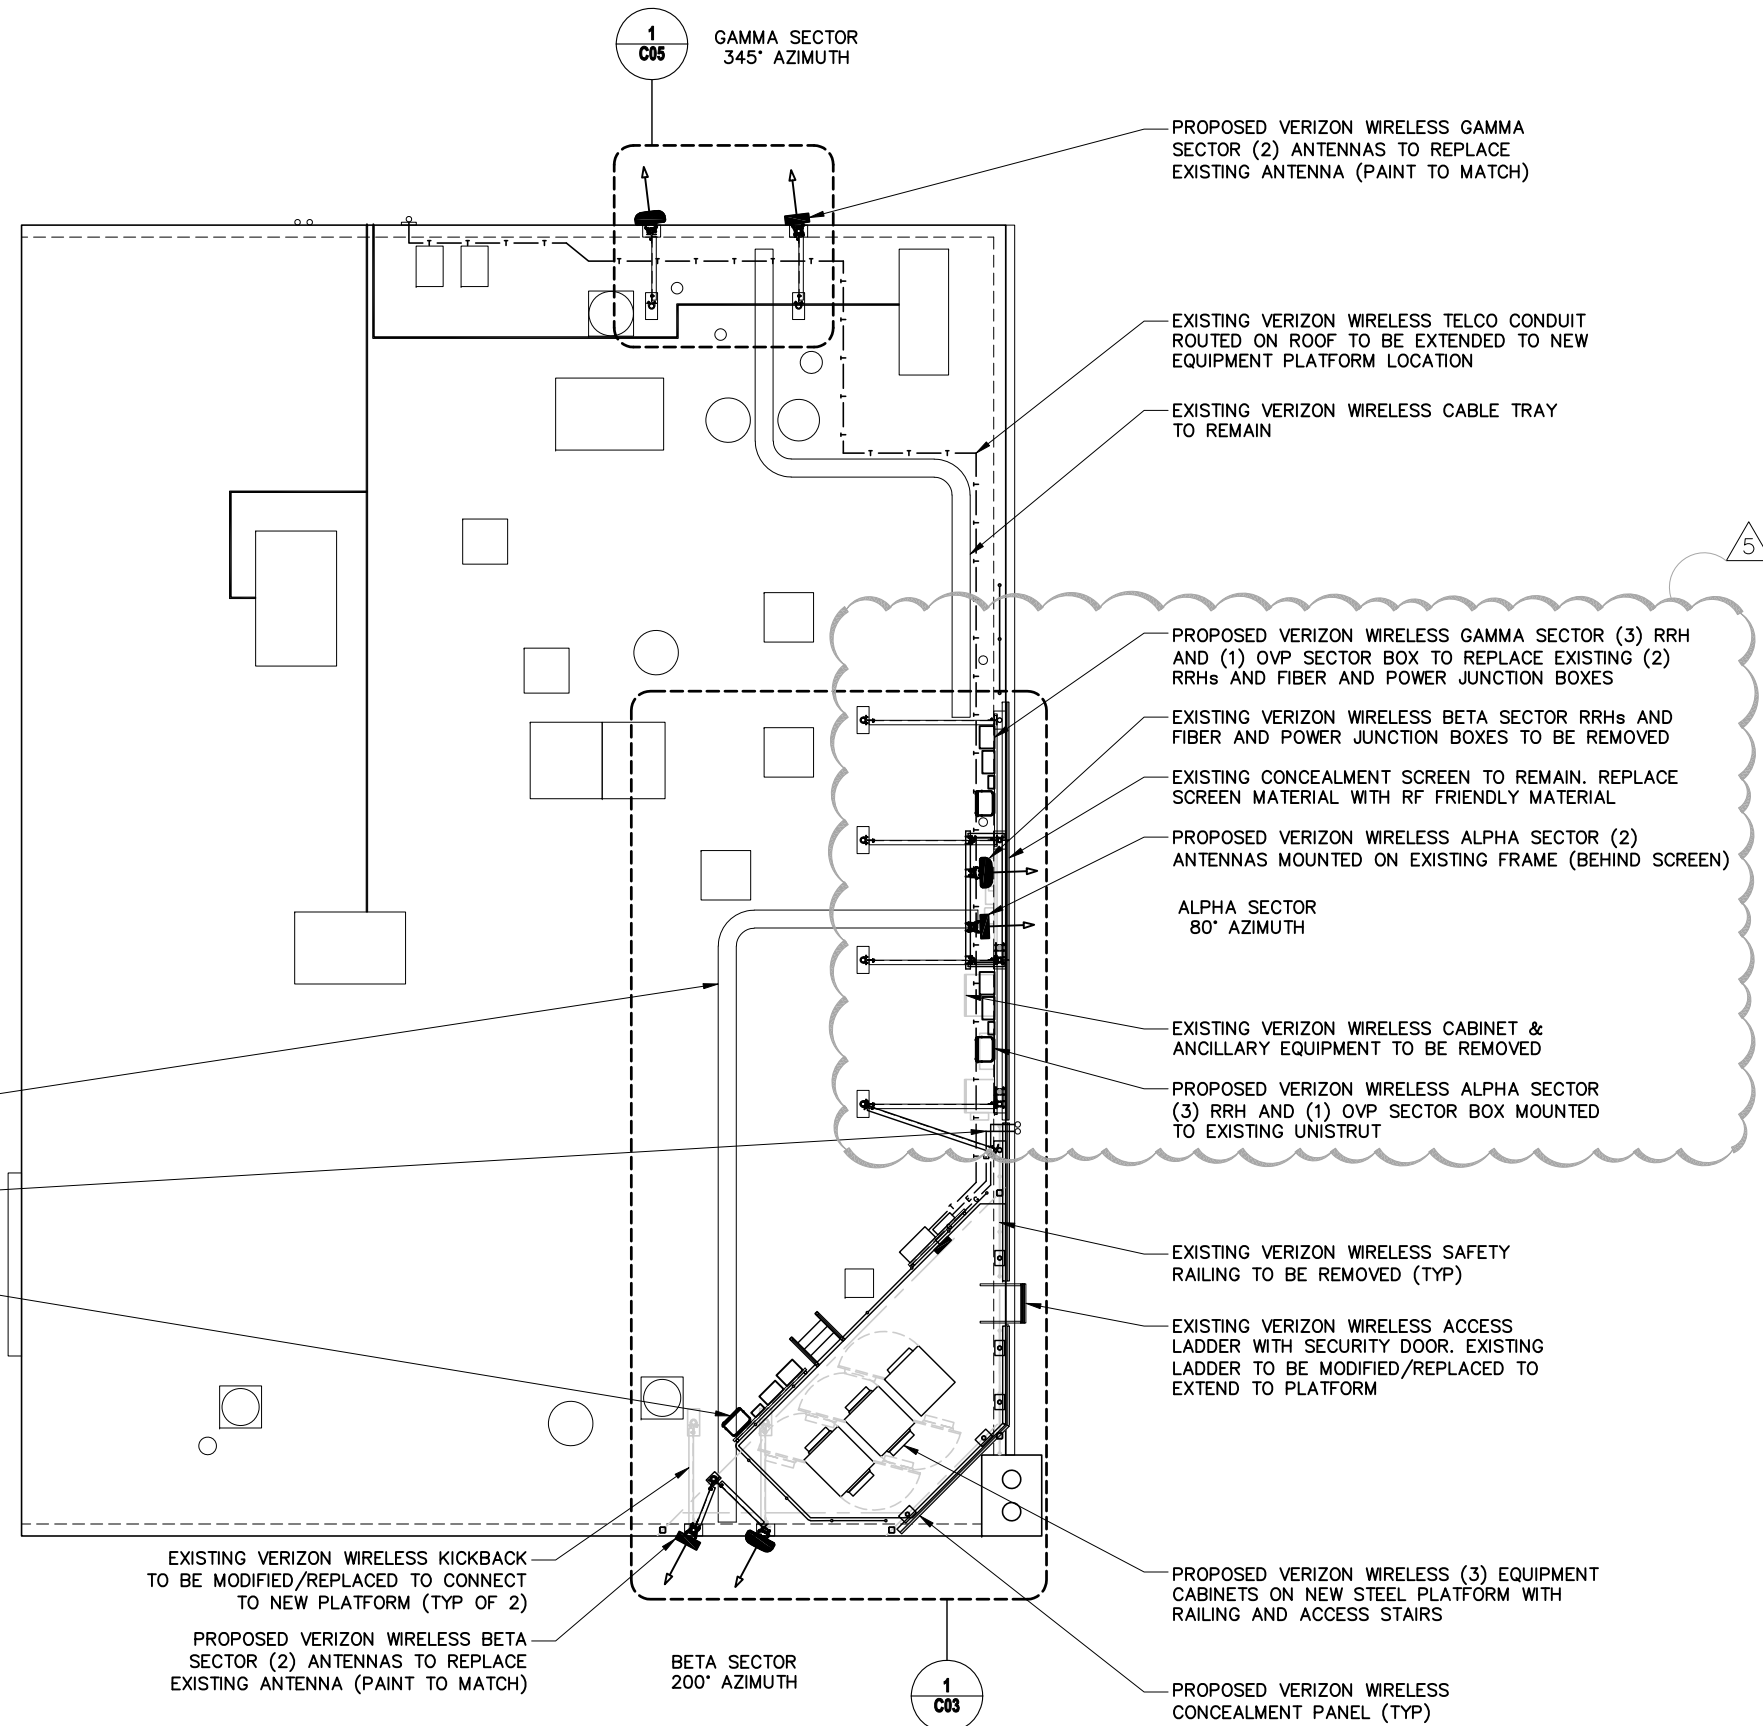 1
C05
GAMMA SECTOR
345° AZIMUTH
PROPOSED VERIZON WIRELESS GAMMA
SECTOR (2) ANTENNAS TO REPLACE
EXISTING ANTENNA (PAINT TO MATCH)
EXISTING VERIZON WIRELESS TELCO CONDUIT
ROUTED ON ROOF TO BE EXTENDED TO NEW
EQUIPMENT PLATFORM LOCATION
EXISTING VERIZON WIRELESS CABLE TRAY
TO REMAIN
5
PROPOSED VERIZON WIRELESS GAMMA SECTOR (3) RRH
AND (1) OVP SECTOR BOX TO REPLACE EXISTING (2)
RRHs AND FIBER AND POWER JUNCTION BOXES
EXISTING VERIZON WIRELESS BETA SECTOR RRHs AND
FIBER AND POWER JUNCTION BOXES TO BE REMOVED
EXISTING CONCEALMENT SCREEN TO REMAIN. REPLACE
SCREEN MATERIAL WITH RF FRIENDLY MATERIAL
PROPOSED VERIZON WIRELESS ALPHA SECTOR (2)
ANTENNAS MOUNTED ON EXISTING FRAME (BEHIND SCREEN)
ALPHA SECTOR
80° AZIMUTH
EXISTING VERIZON WIRELESS CABINET &
ANCILLARY EQUIPMENT TO BE REMOVED
PROPOSED VERIZON WIRELESS ALPHA SECTOR
(3) RRH AND (1) OVP SECTOR BOX MOUNTED
TO EXISTING UNISTRUT
EXISTING VERIZON WIRELESS SAFETY
RAILING TO BE REMOVED (TYP)
EXISTING VERIZON WIRELESS ACCESS
LADDER WITH SECURITY DOOR. EXISTING
LADDER TO BE MODIFIED/REPLACED TO
EXTEND TO PLATFORM
EXISTING VERIZON WIRELESS KICKBACK
TO BE MODIFIED/REPLACED TO CONNECT
TO NEW PLATFORM (TYP OF 2)
PROPOSED VERIZON WIRELESS BETA
SECTOR (2) ANTENNAS TO REPLACE
EXISTING ANTENNA (PAINT TO MATCH)
BETA SECTOR
200° AZIMUTH
1
C03
PROPOSED VERIZON WIRELESS (3) EQUIPMENT
CABINETS ON NEW STEEL PLATFORM WITH
RAILING AND ACCESS STAIRS
PROPOSED VERIZON WIRELESS
CONCEALMENT PANEL (TYP)